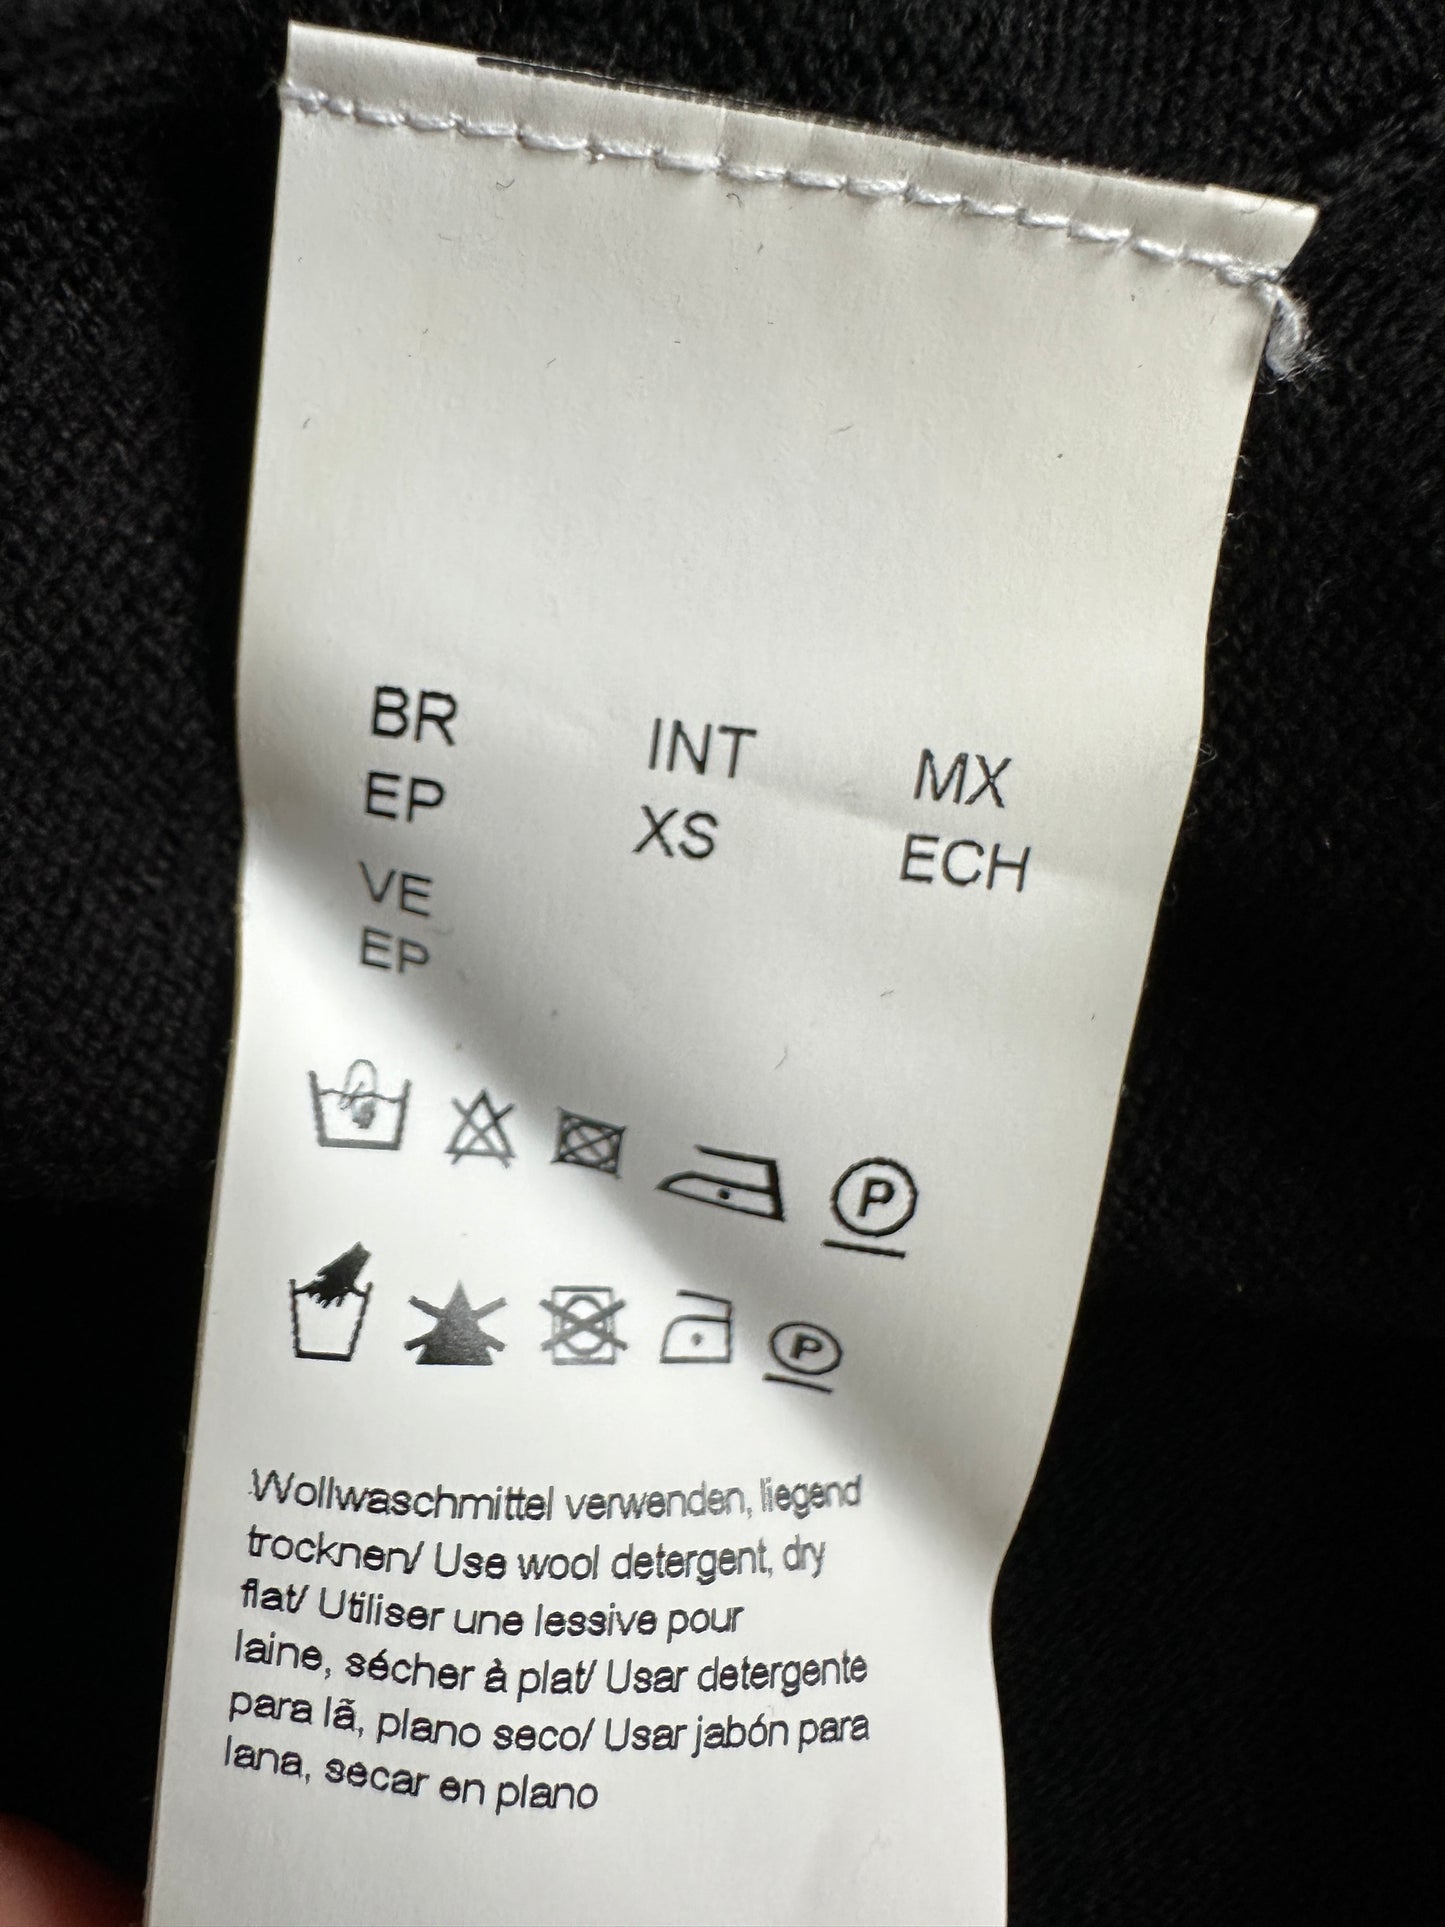 BR INT MX
EP XS ECH
VE
EP
P
P
Wollwaschmittel verwenden, liegend
trocknen/ Use wool detergent, dry
flat/ Utiliser une lessive pour
laine, sécher à plat/ Usar detergente
para lã, plano seco/ Usar jabón para
lana, secar en plano